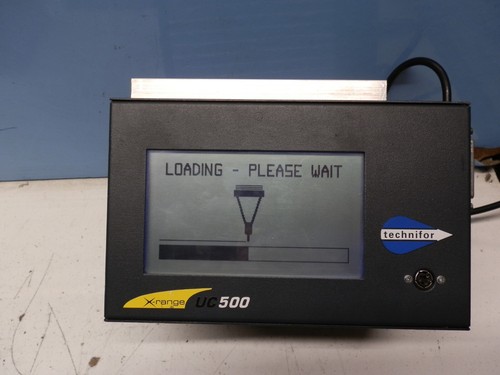 LOADING - PLEASE WAIT
technifor
X-range UC500